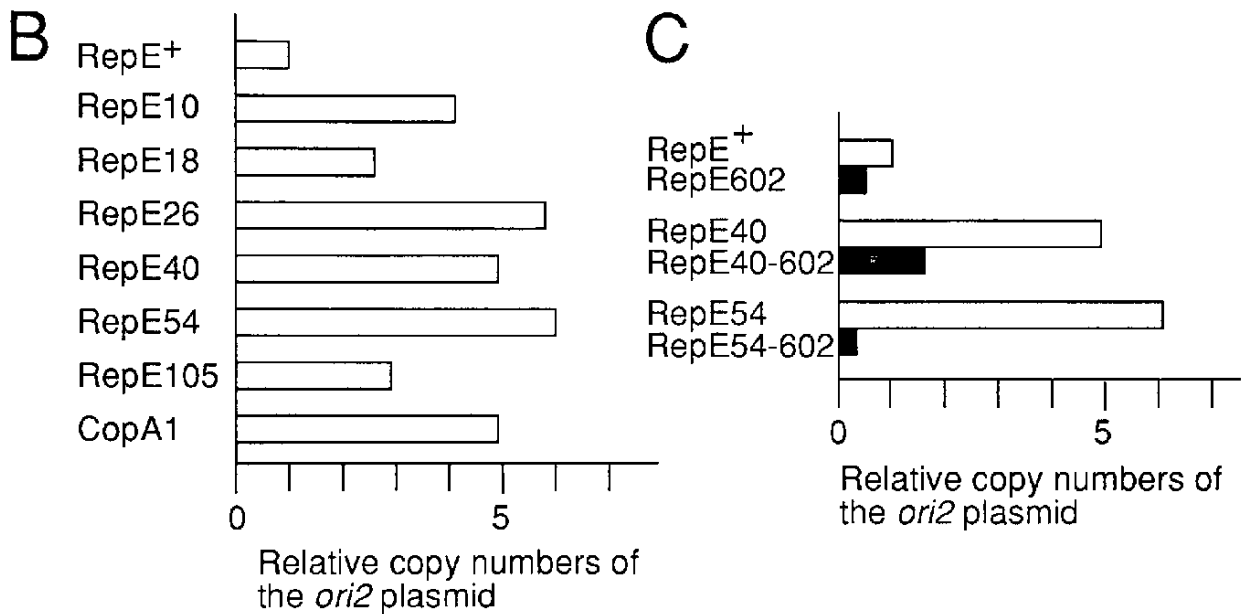 B
RepE+
RepE10
RepE18
RepE26
RepE40
RepE54
RepE105
CopA1
0 5
Relative copy numbers of
the ori2 plasmid
C
RepE+
RepE602
RepE40
RepE40-602
RepE54
RepE54-602
0 5
Relative copy numbers of
the ori2 plasmid